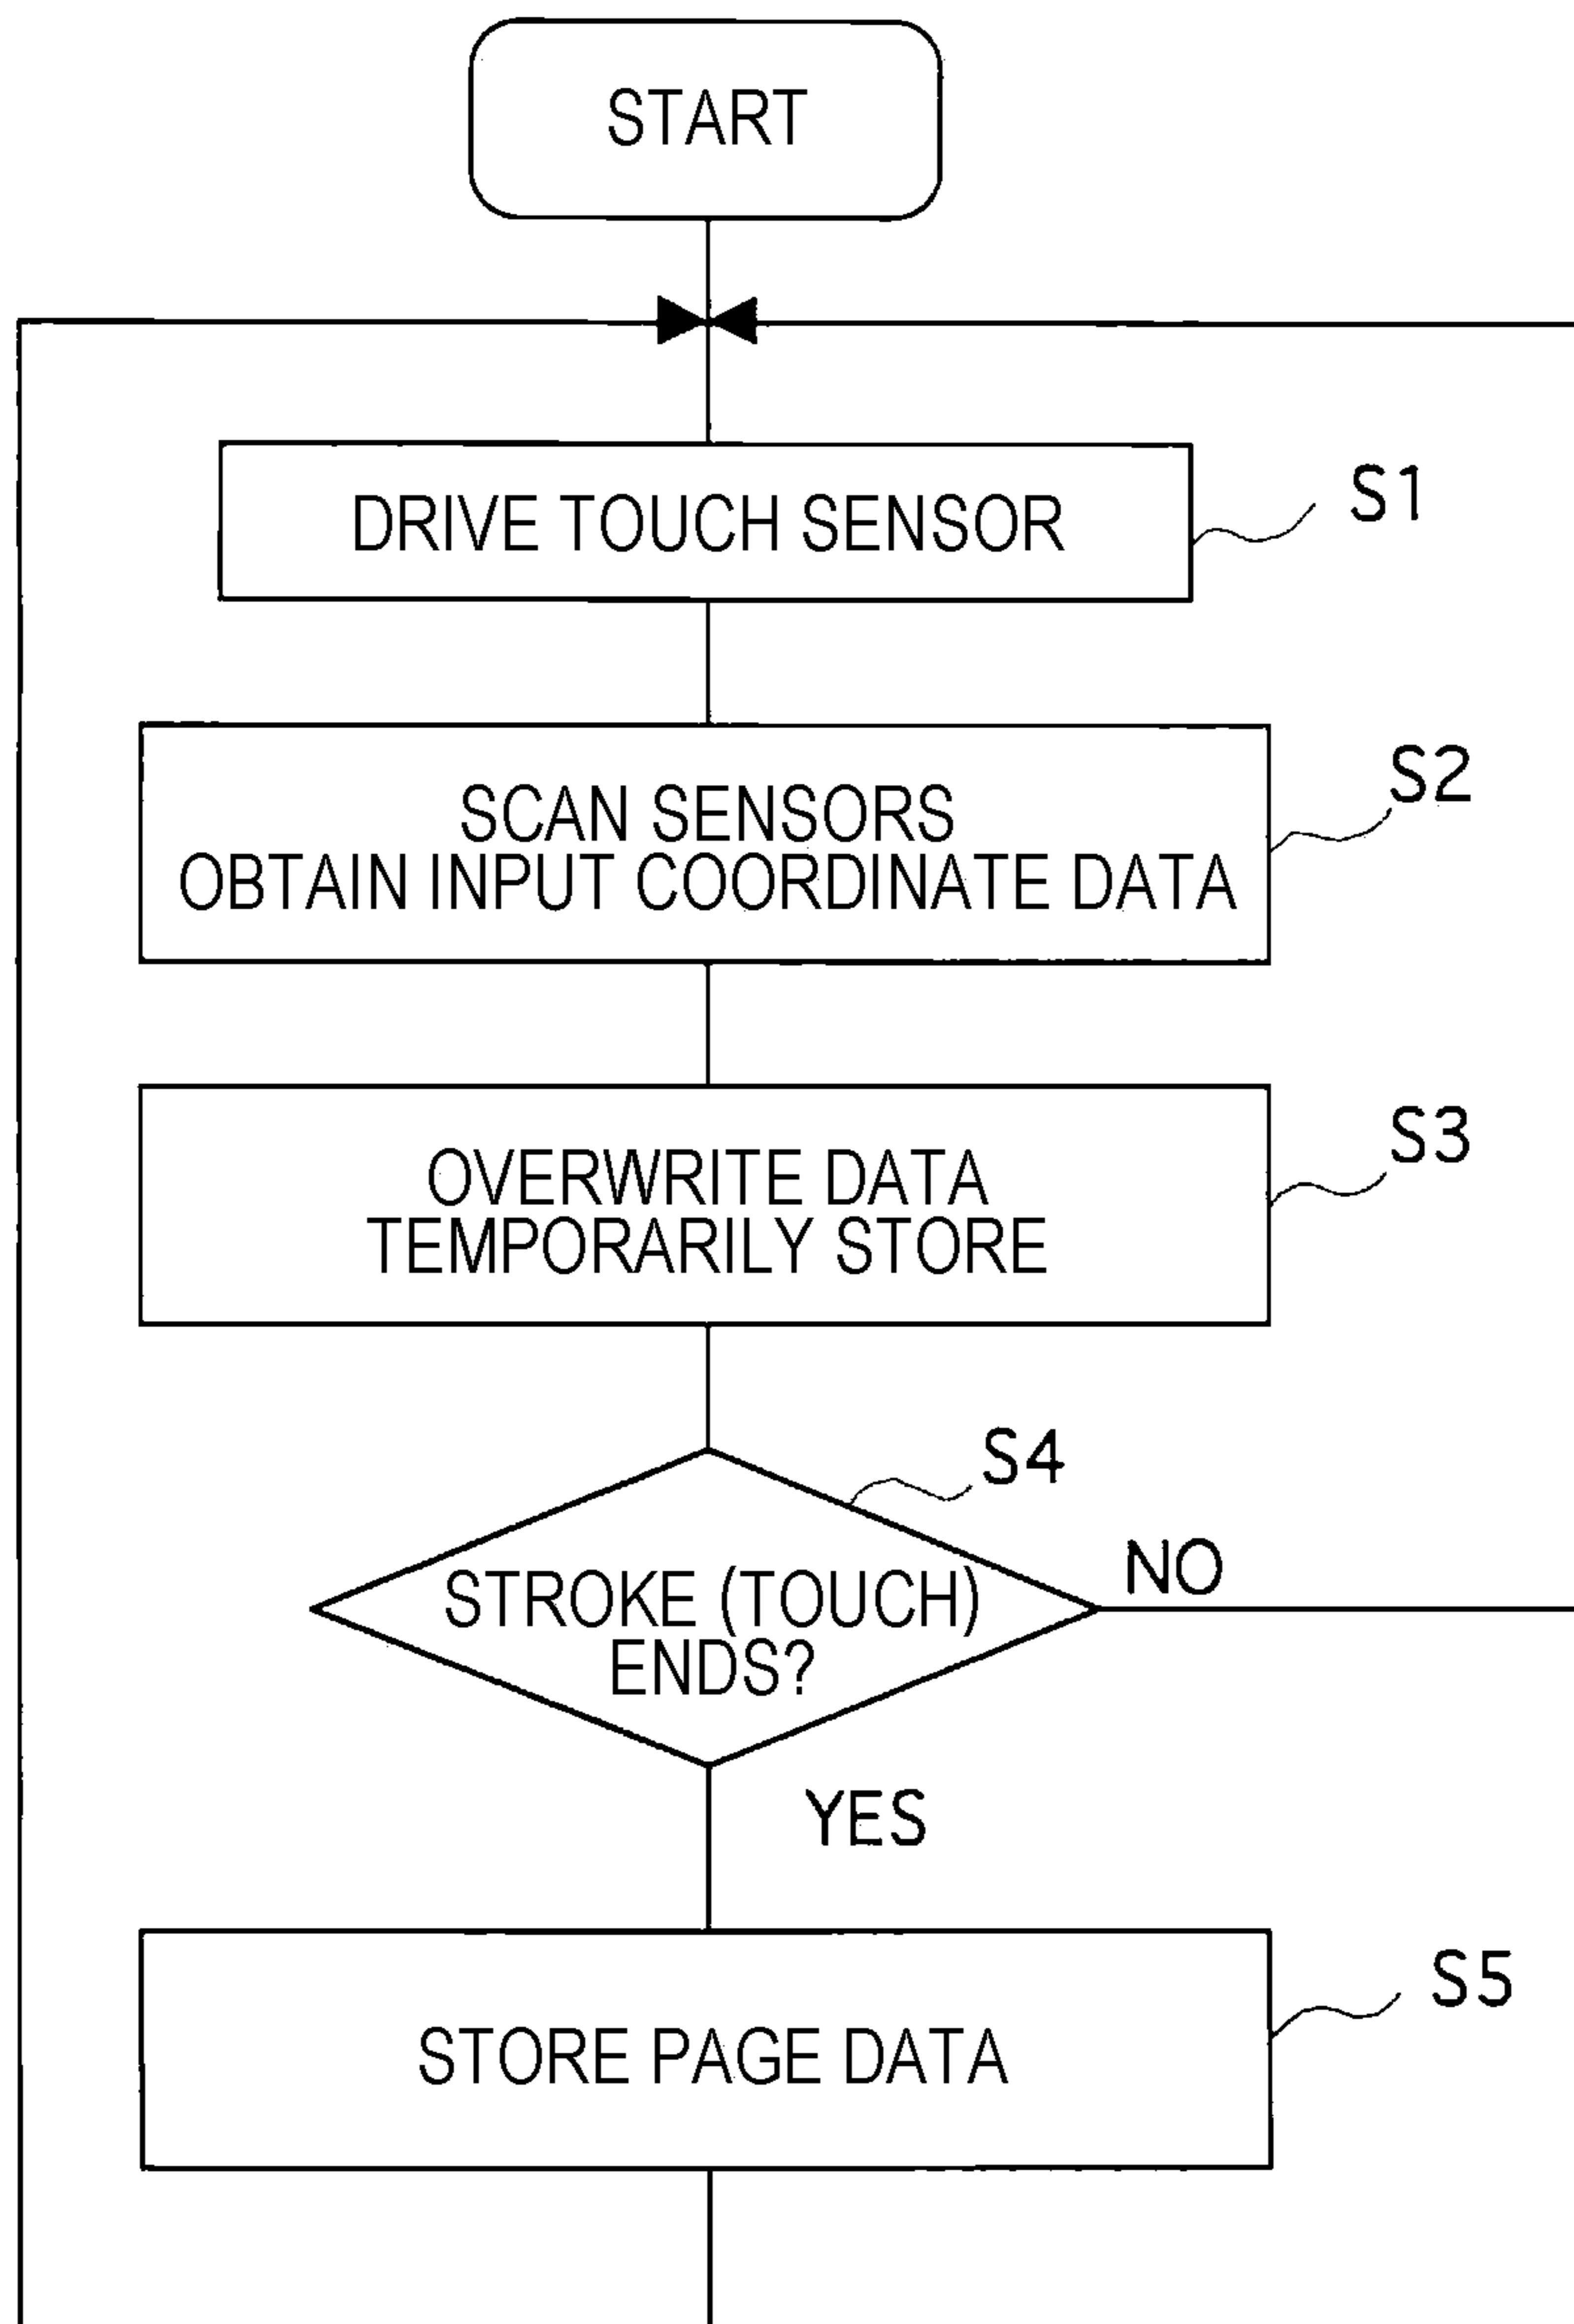 START
DRIVE TOUCH SENSOR
S1
SCAN SENSORS
OBTAIN INPUT COORDINATE DATA
S2
OVERWRITE DATA
TEMPORARILY STORE
S3
S4
STROKE (TOUCH)
ENDS?
NO
YES
STORE PAGE DATA
S5